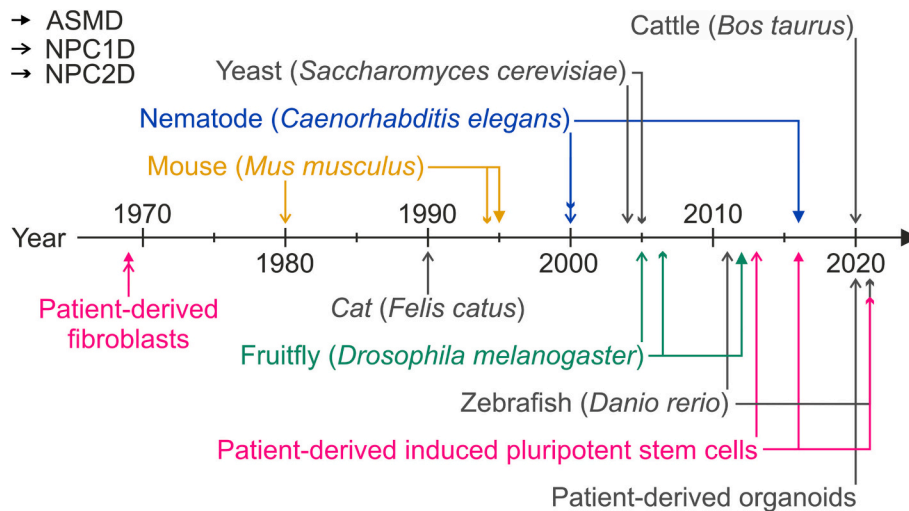 ASMD
NPC1D
NPC2D
Cattle (Bos taurus)
Yeast (Saccharomyces cerevisiae)
Nematode (Caenorhabditis elegans)
Mouse (Mus musculus)
1970
1990
2010
Year
1980
2000
2020
Patient-derived
fibroblasts
Cat (Felis catus)
Fruitfly (Drosophila melanogaster)
Zebrafish (Danio rerio)
Patient-derived induced pluripotent stem cells
Patient-derived organoids